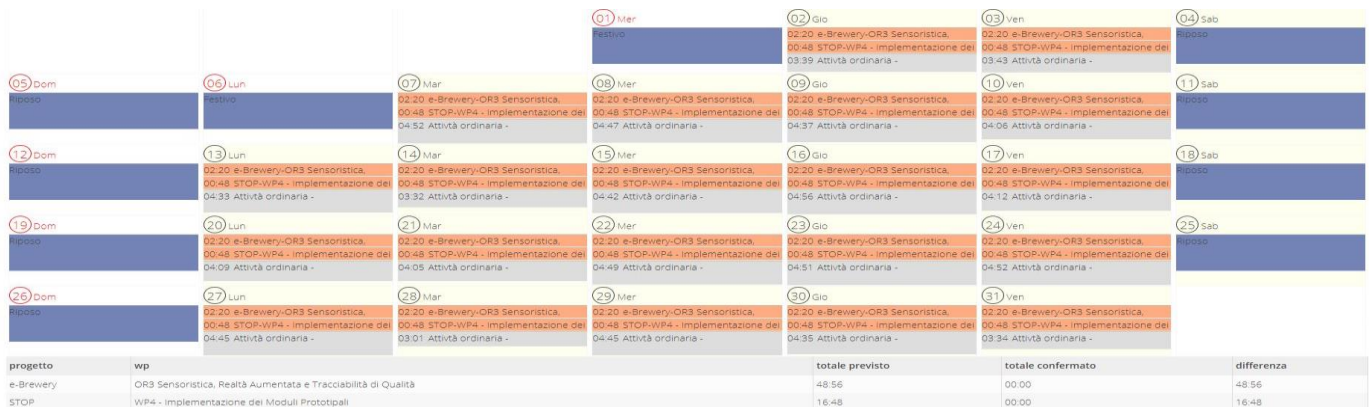 01 Mer 02 Gio 03 Ven 04 Sab
Festivo 02:20 e-Brewery-OR3 Sensoristica, 02:20 e-Brewery-OR3 Sensoristica, Riposo
00:48 STOP-WP4 - Implementazione dei 00:48 STOP-WP4 - Implementazione dei
03:39 Attivtà ordinaria - 03:43 Attivtà ordinaria -
05 Dom 06 Lun 07 Mar 08 Mer 09 Gio 10 Ven 11 Sab
Riposo Festivo 02:20 e-Brewery-OR3 Sensoristica, 02:20 e-Brewery-OR3 Sensoristica, 02:20 e-Brewery-OR3 Sensoristica, 02:20 e-Brewery-OR3 Sensoristica, Riposo
00:48 STOP-WP4 - Implementazione dei 00:48 STOP-WP4 - Implementazione dei 00:48 STOP-WP4 - Implementazione dei 00:48 STOP-WP4 - Implementazione dei
04:52 Attivtà ordinaria - 04:47 Attivtà ordinaria - 04:37 Attivtà ordinaria - 04:06 Attivtà ordinaria -
12 Dom 13 Lun 14 Mar 15 Mer 16 Gio 17 Ven 18 Sab
Riposo 02:20 e-Brewery-OR3 Sensoristica, 02:20 e-Brewery-OR3 Sensoristica, 02:20 e-Brewery-OR3 Sensoristica, 02:20 e-Brewery-OR3 Sensoristica, 02:20 e-Brewery-OR3 Sensoristica, Riposo
00:48 STOP-WP4 - Implementazione dei 00:48 STOP-WP4 - Implementazione dei 00:48 STOP-WP4 - Implementazione dei 00:48 STOP-WP4 - Implementazione dei 00:48 STOP-WP4 - Implementazione dei
04:33 Attivtà ordinaria - 03:32 Attivtà ordinaria - 04:42 Attivtà ordinaria - 04:56 Attivtà ordinaria - 04:12 Attivtà ordinaria -
19 Dom 20 Lun 21 Mar 22 Mer 23 Gio 24 Ven 25 Sab
Riposo 02:20 e-Brewery-OR3 Sensoristica, 02:20 e-Brewery-OR3 Sensoristica, 02:20 e-Brewery-OR3 Sensoristica, 02:20 e-Brewery-OR3 Sensoristica, 02:20 e-Brewery-OR3 Sensoristica, Riposo
00:48 STOP-WP4 - Implementazione dei 00:48 STOP-WP4 - Implementazione dei 00:48 STOP-WP4 - Implementazione dei 00:48 STOP-WP4 - Implementazione dei 00:48 STOP-WP4 - Implementazione dei
04:09 Attivtà ordinaria - 04:05 Attivtà ordinaria - 04:49 Attivtà ordinaria - 04:51 Attivtà ordinaria - 04:52 Attivtà ordinaria -
26 Dom 27 Lun 28 Mar 29 Mer 30 Gio 31 Ven
Riposo 02:20 e-Brewery-OR3 Sensoristica, 02:20 e-Brewery-OR3 Sensoristica, 02:20 e-Brewery-OR3 Sensoristica, 02:20 e-Brewery-OR3 Sensoristica, 02:20 e-Brewery-OR3 Sensoristica,
00:48 STOP-WP4 - Implementazione dei 00:48 STOP-WP4 - Implementazione dei 00:48 STOP-WP4 - Implementazione dei 00:48 STOP-WP4 - Implementazione dei 00:48 STOP-WP4 - Implementazione dei
04:45 Attivtà ordinaria - 03:01 Attivtà ordinaria - 04:45 Attivtà ordinaria - 04:35 Attivtà ordinaria - 03:34 Attivtà ordinaria -
progetto wp totale previsto totale confermato differenza
e-Brewery OR3 Sensoristica, Realtà Aumentata e Tracciabilità di Qualità 48:56 00:00 48:56
STOP WP4 - Implementazione dei Moduli Prototipali 16:48 00:00 16:48